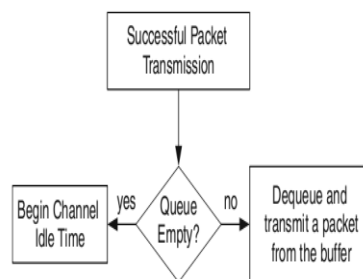 Successful Packet
Transmission
Begin Channel
Idle Time
yes
Queue
Empty?
no
Dequeue and
transmit a packet
from the buffer